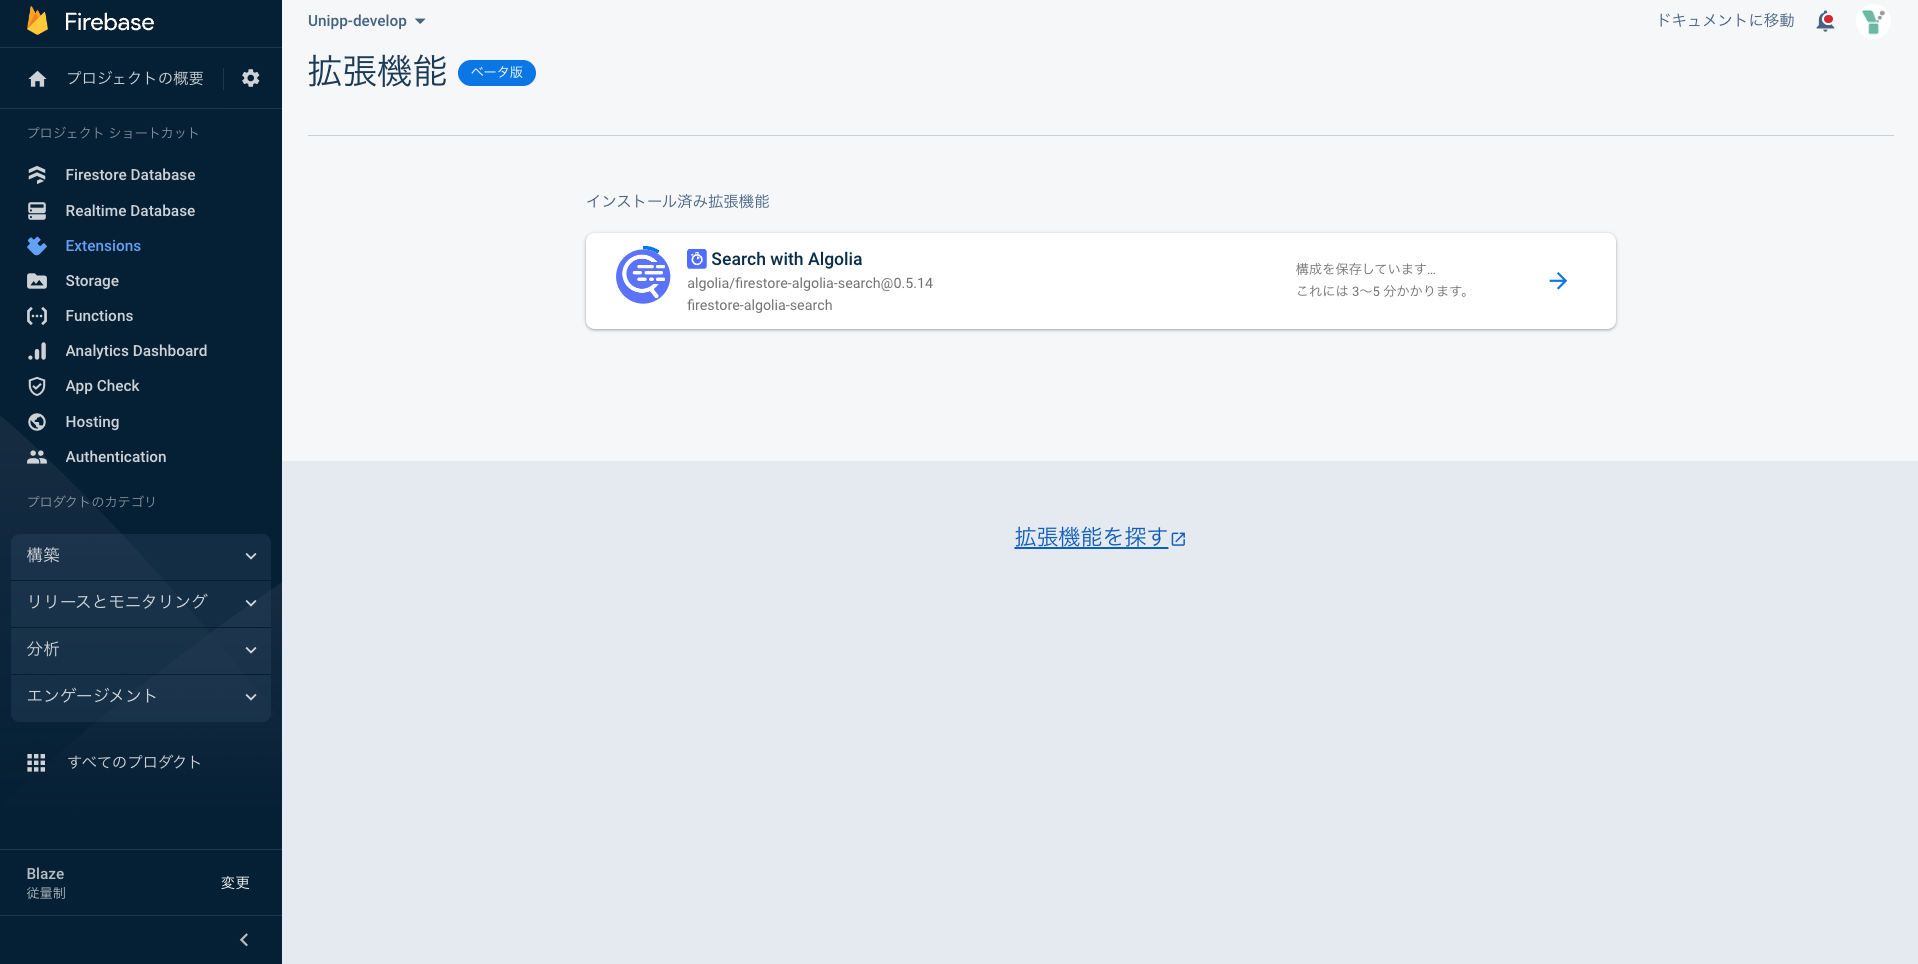 Firebase
プロジェクトの概要
プロジェクト ショートカット
Firestore Database
Realtime Database
Extensions
Storage
Functions
Analytics Dashboard
App Check
Hosting
Authentication
プロダクトのカテゴリ
構築
リリースとモニタリング
分析
エンゲージメント
すべてのプロダクト
Blaze
従量制
変更
Unipp-develop
ドキュメントに移動
拡張機能
ベータ版
インストール済み拡張機能
Search with Algolia
algolia/firestore-algolia-search@0.5.14
firestore-algolia-search
構成を保存しています...
これには 3〜5 分かかります。
拡張機能を探す